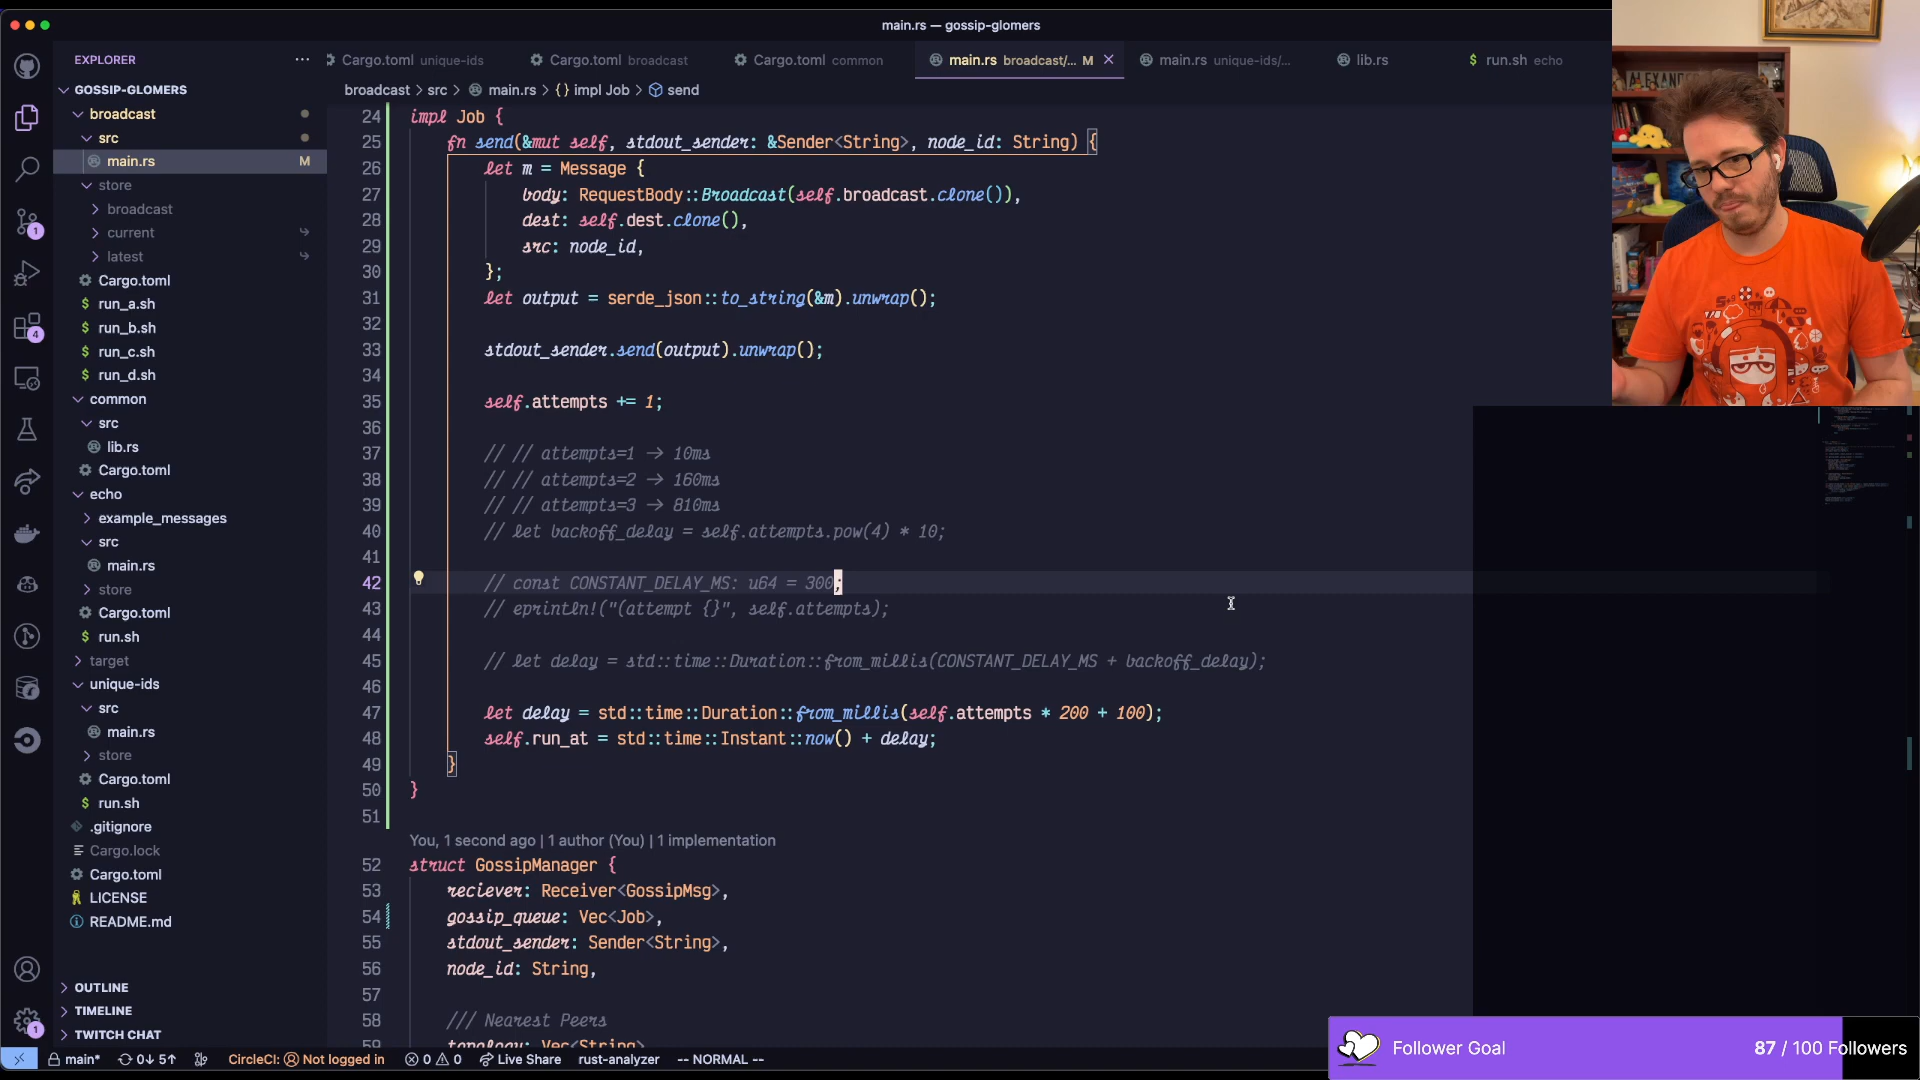 main.rs — gossip-glomers
EXPLORER
Cargo.toml unique-ids
Cargo.toml broadcast
Cargo.toml common
main.rs broadcast/... M
main.rs unique-ids/...
lib.rs
$ run.sh echo
broadcast > src > main.rs > {} impl Job > send
GOSSIP-GLOMERS
broadcast
src
main.rs M
store
broadcast
current
latest
Cargo.toml
$ run_a.sh
$ run_b.sh
$ run_c.sh
$ run_d.sh
common
src
lib.rs
Cargo.toml
echo
example_messages
src
main.rs
store
Cargo.toml
$ run.sh
target
unique-ids
src
main.rs
store
Cargo.toml
$ run.sh
.gitignore
Cargo.lock
Cargo.toml
LICENSE
README.md
OUTLINE
TIMELINE
TWITCH CHAT
1
4
1
24 impl Job {
25 fn send(&mut self, stdout_sender: &Sender<String>, node_id: String) {
26 let m = Message {
27 body: RequestBody::Broadcast(self.broadcast.clone()),
28 dest: self.dest.clone(),
29 src: node_id,
30 };
31 let output = serde_json::to_string(&m).unwrap();
32
33 stdout_sender.send(output).unwrap();
34
35 self.attempts += 1;
36
37 // // attempts=1 → 10ms
38 // // attempts=2 → 160ms
39 // // attempts=3 → 810ms
40 // let backoff_delay = self.attempts.pow(4) * 10;
41
42 // const CONSTANT_DELAY_MS: u64 = 300;
43 // eprintln!("(attempt {}", self.attempts);
44
45 // let delay = std::time::Duration::from_millis(CONSTANT_DELAY_MS + backoff_delay);
46
47 let delay = std::time::Duration::from_millis(self.attempts * 200 + 100);
48 self.run_at = std::time::Instant::now() + delay;
49 }
50 }
51
You, 1 second ago | 1 author (You) | 1 implementation
52 struct GossipManager {
53 reciever: Receiver<GossipMsg>,
54 gossip_queue: Vec<Job>,
55 stdout_sender: Sender<String>,
56 node_id: String,
57
58 /// Nearest Peers
59 topology: Vec<String>
main* 0↓ 5↑ CircleCI: Not logged in 0 0 Live Share rust-analyzer -- NORMAL --
Follower Goal 87 / 100 Followers